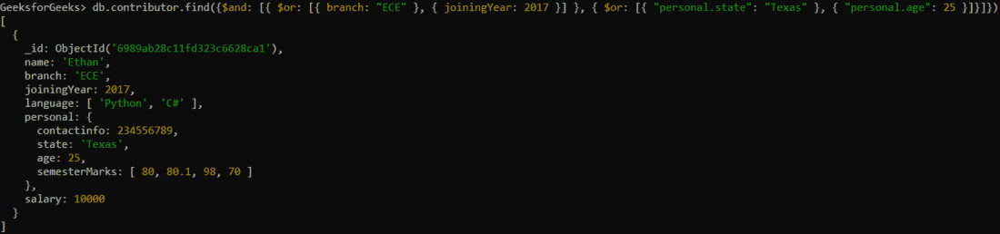 GeeksforGeeks> db.contributor.find({$and: [{ $or: [{ branch: "ECE" }, { joiningYear: 2017 }] }, { $or: [{ "personal.state": "Texas" }, { "personal.age": 25 }]}]})
[
  {
    _id: ObjectId('6989ab28c11fd323c6628ca1'),
    name: 'Ethan',
    branch: 'ECE',
    joiningYear: 2017,
    language: [ 'Python', 'C#' ],
    personal: {
      contactinfo: 234556789,
      state: 'Texas',
      age: 25,
      semesterMarks: [ 80, 80.1, 98, 70 ]
    },
    salary: 10000
  }
]